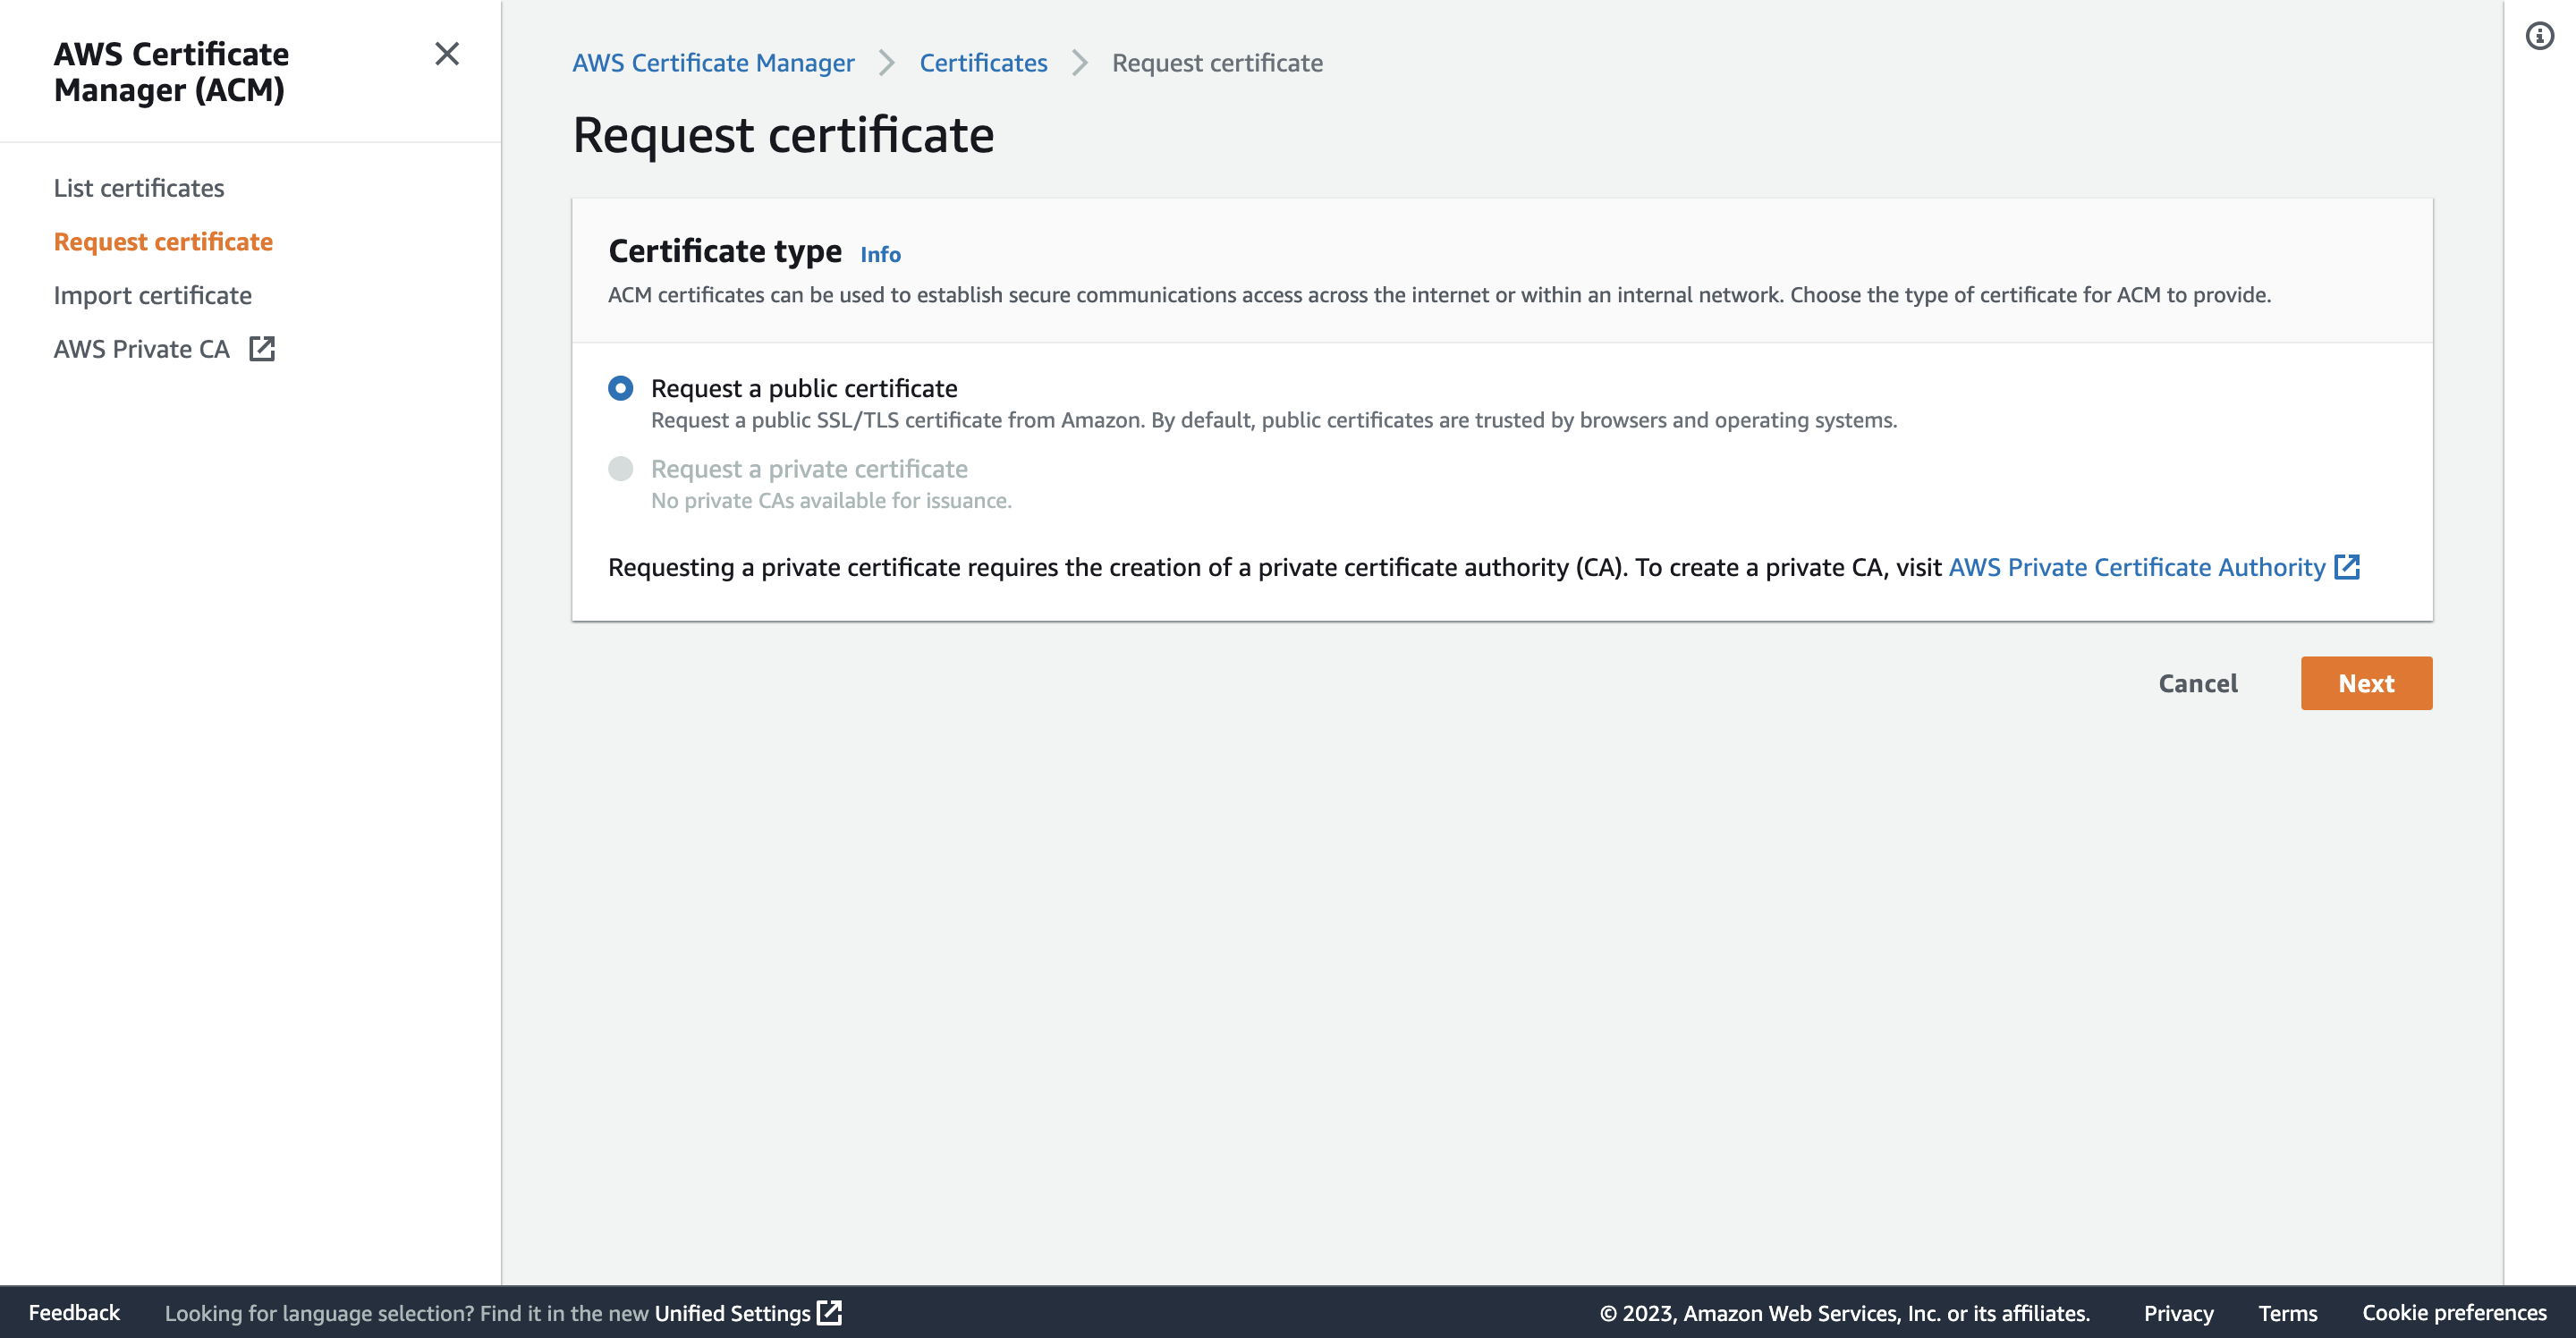 AWS Certificate
Manager (ACM)
List certificates
Request certificate
Import certificate
AWS Private CA
AWS Certificate Manager
Certificates
Request certificate
Request certificate
Certificate type Info
ACM certificates can be used to establish secure communications access across the internet or within an internal network. Choose the type of certificate for ACM to provide.
Request a public certificate
Request a public SSL/TLS certificate from Amazon. By default, public certificates are trusted by browsers and operating systems.
Request a private certificate
No private CAs available for issuance.
Requesting a private certificate requires the creation of a private certificate authority (CA). To create a private CA, visit AWS Private Certificate Authority
Cancel
Next
Feedback
Looking for language selection? Find it in the new Unified Settings
© 2023, Amazon Web Services, Inc. or its affiliates.
Privacy
Terms
Cookie preferences